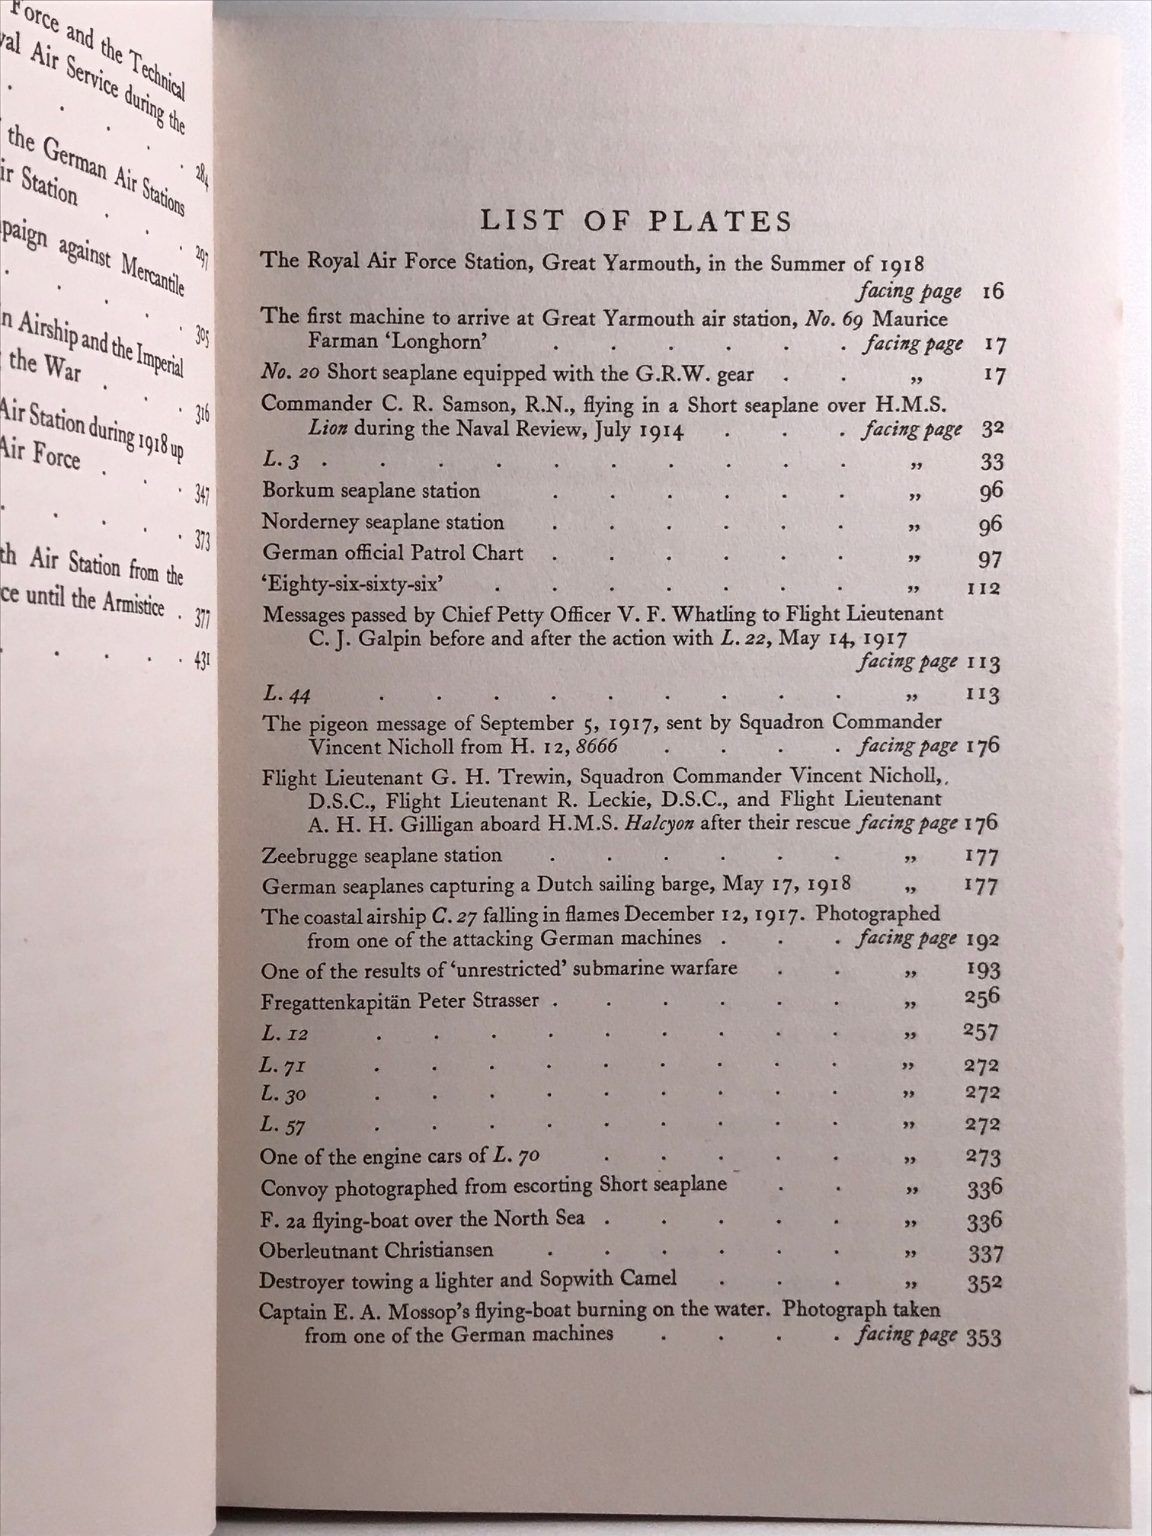 Force and the Technical
Air Service during the
. . . . 284
the German Air Stations
Station . . . 297
against Mercantile
. . . . . 305
Airship and the Imperial
the War . . . 316
Air Station during 1918 up
Air Force . . . 347
. . . . . 373
Air Station from the
until the Armistice . 377
. . . . . 431
LIST OF PLATES
The Royal Air Force Station, Great Yarmouth, in the Summer of 1918
facing page 16
The first machine to arrive at Great Yarmouth air station, No. 69 Maurice
Farman ‘Longhorn’ . . . . . . facing page 17
No. 20 Short seaplane equipped with the G.R.W. gear . . „ 17
Commander C. R. Samson, R.N., flying in a Short seaplane over H.M.S.
Lion during the Naval Review, July 1914 . . . facing page 32
L. 3 . . . . . . . . . . „ 33
Borkum seaplane station . . . . . . „ 96
Norderney seaplane station . . . . . . „ 96
German official Patrol Chart . . . . . . „ 97
‘Eighty-six-sixty-six’ . . . . . . . „ 112
Messages passed by Chief Petty Officer V. F. Whatling to Flight Lieutenant
C. J. Galpin before and after the action with L. 22, May 14, 1917
facing page 113
L. 44 . . . . . . . . . „ 113
The pigeon message of September 5, 1917, sent by Squadron Commander
Vincent Nicholl from H. 12, 8666 . . . . facing page 176
Flight Lieutenant G. H. Trewin, Squadron Commander Vincent Nicholl,
D.S.C., Flight Lieutenant R. Leckie, D.S.C., and Flight Lieutenant
A. H. H. Gilligan aboard H.M.S. Halcyon after their rescue facing page 176
Zeebrugge seaplane station . . . . . . „ 177
German seaplanes capturing a Dutch sailing barge, May 17, 1918 „ 177
The coastal airship C. 27 falling in flames December 12, 1917. Photographed
from one of the attacking German machines . . . facing page 192
One of the results of ‘unrestricted’ submarine warfare . . „ 193
Fregattenkapitän Peter Strasser . . . . . . „ 256
L. 12 . . . . . . . . . „ 257
L. 71 . . . . . . . . . „ 272
L. 30 . . . . . . . . . „ 272
L. 57 . . . . . . . . . „ 272
One of the engine cars of L. 70 . . . . . „ 273
Convoy photographed from escorting Short seaplane . . „ 336
F. 2a flying-boat over the North Sea . . . . . „ 336
Oberleutnant Christiansen . . . . . . „ 337
Destroyer towing a lighter and Sopwith Camel . . . „ 352
Captain E. A. Mossop’s flying-boat burning on the water. Photograph taken
from one of the German machines . . . . facing page 353